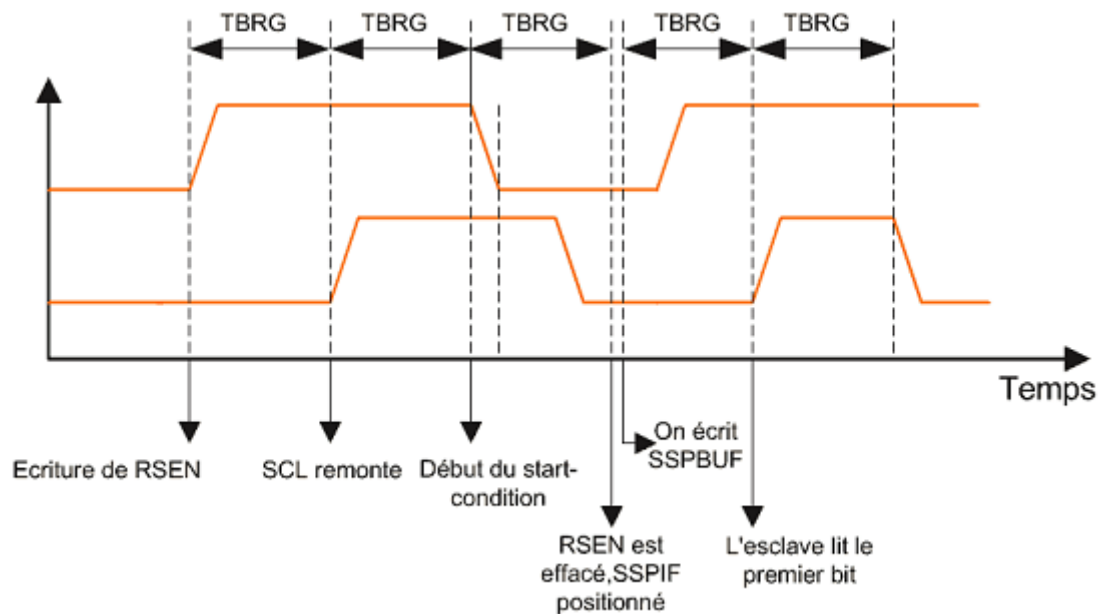 TBRG TBRG TBRG TBRG TBRG
Temps
Ecriture de RSEN
SCL remonte
Début du start-
condition
On écrit
SSPBUF
RSEN est
effacé,SSPIF
positionné
L'esclave lit le
premier bit